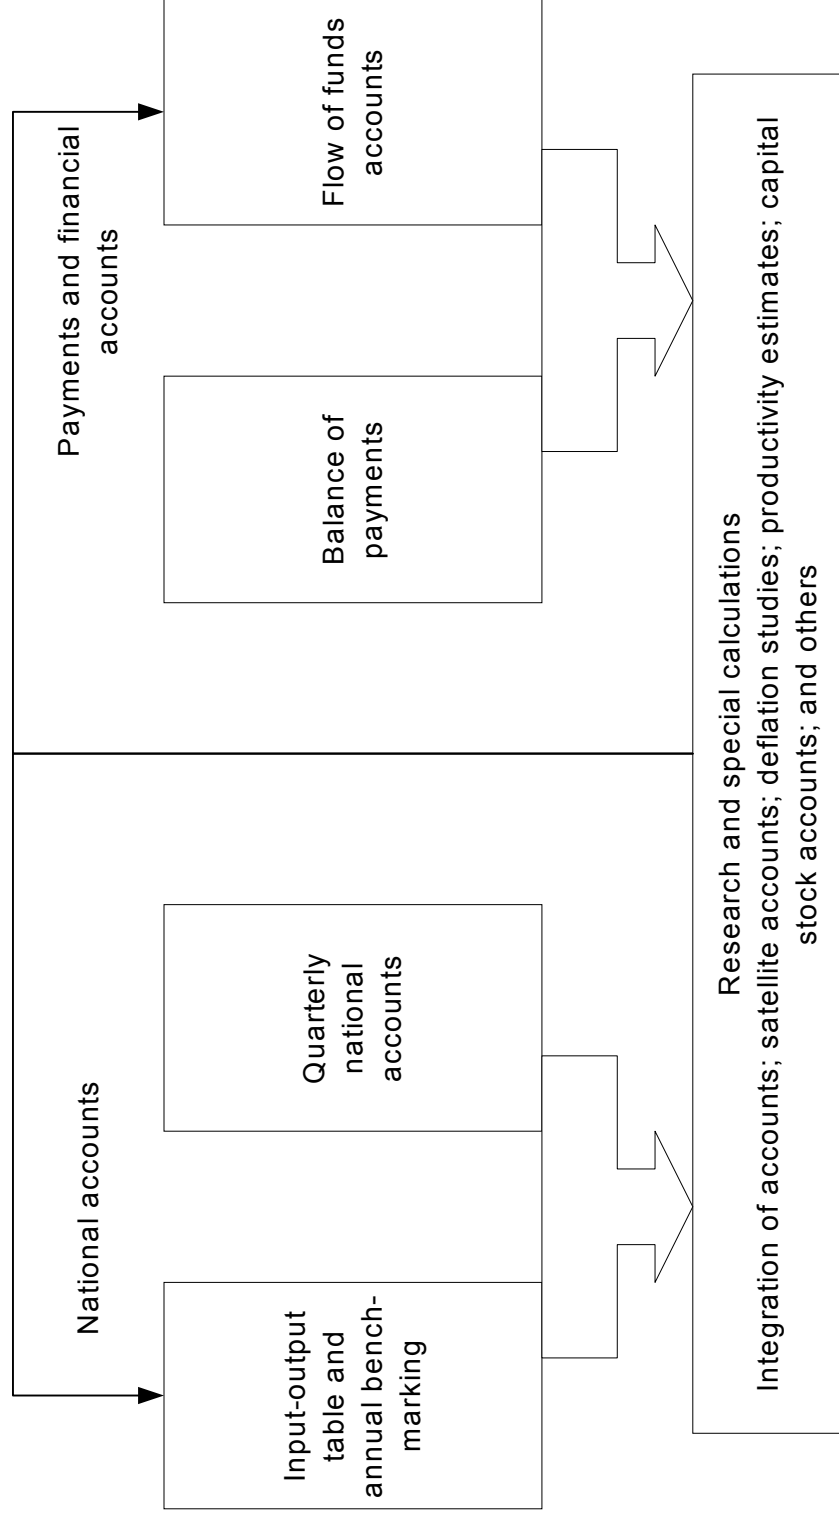 National accounts
Payments and financial
accounts
Input-output
table and
annual bench-
marking
Quarterly
national
accounts
Balance of
payments
Flow of funds
accounts
Research and special calculations
Integration of accounts; satellite accounts; deflation studies; productivity estimates; capital
stock accounts; and others